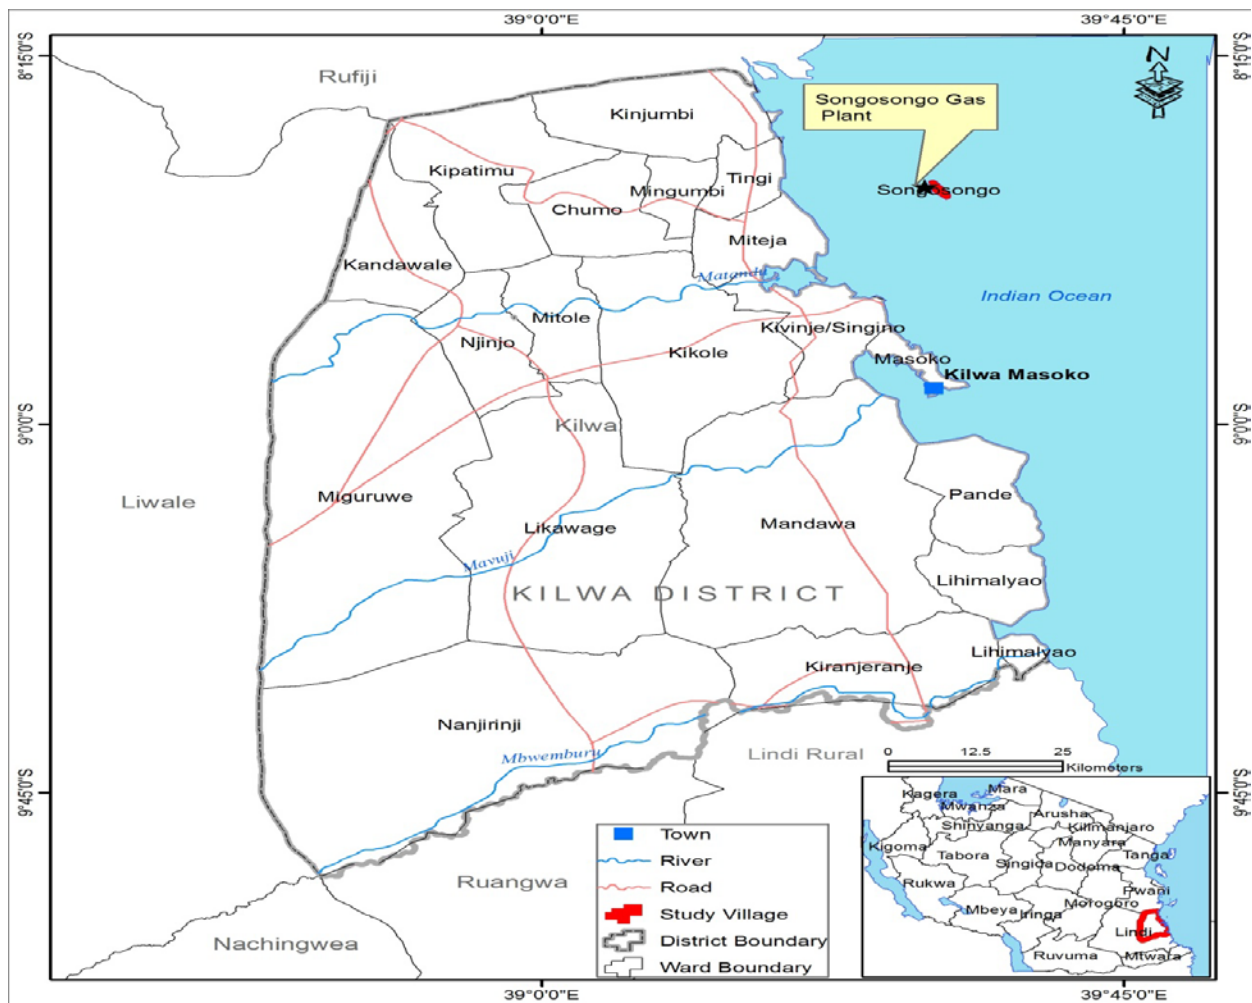 39°0'0"E
39°45'0"E
8°15'0"S
8°15'0"S
Rufiji
N
Songosongo Gas
Plant
Kinjumbi
Kipatimu
Tingi
Mingumbi
Songosongo
Chumo
Miteja
Kandawale
Matandu
Indian Ocean
Mitole
Kivinje/Singino
Njinjo
Kikole
Masoko
Kilwa Masoko
9°0'0"S
9°0'0"S
Kilwa
Liwale
Miguruwe
Pande
Likawage
Mandawa
Mavuji
Lihimalyao
KILWA DISTRICT
Lihimalyao
Kiranjeranje
Nanjirinji
Mbwemburu
Lindi Rural
0 12.5 25
Kilometers
9°45'0"S
9°45'0"S
Kagera
Mara
Mwanza
Arusha
Shinyanga
Kilimanjaro
Kigoma
Manyara
Tabora
Singida
Dodoma
Tanga
Rukwa
Pwani
Mbeya
Iringa
Morogoro
Lindi
Ruvuma
Mtwara
Town
River
Road
Study Village
District Boundary
Ward Boundary
Ruangwa
Nachingwea
39°0'0"E
39°45'0"E